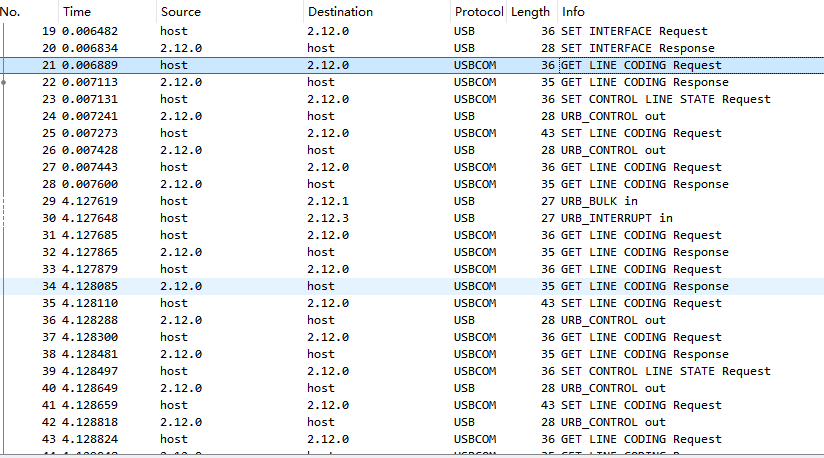 No. Time Source Destination Protocol Length Info
19 0.006482 host 2.12.0 USB 36 SET INTERFACE Request
20 0.006834 2.12.0 host USB 28 SET INTERFACE Response
21 0.006889 host 2.12.0 USBCOM 36 GET LINE CODING Request
22 0.007113 2.12.0 host USBCOM 35 GET LINE CODING Response
23 0.007131 host 2.12.0 USBCOM 36 SET CONTROL LINE STATE Request
24 0.007241 2.12.0 host USB 28 URB_CONTROL out
25 0.007273 host 2.12.0 USBCOM 43 SET LINE CODING Request
26 0.007428 2.12.0 host USB 28 URB_CONTROL out
27 0.007443 host 2.12.0 USBCOM 36 GET LINE CODING Request
28 0.007600 2.12.0 host USBCOM 35 GET LINE CODING Response
29 4.127619 host 2.12.1 USB 27 URB_BULK in
30 4.127648 host 2.12.3 USB 27 URB_INTERRUPT in
31 4.127685 host 2.12.0 USBCOM 36 GET LINE CODING Request
32 4.127865 2.12.0 host USBCOM 35 GET LINE CODING Response
33 4.127879 host 2.12.0 USBCOM 36 GET LINE CODING Request
34 4.128085 2.12.0 host USBCOM 35 GET LINE CODING Response
35 4.128110 host 2.12.0 USBCOM 43 SET LINE CODING Request
36 4.128288 2.12.0 host USB 28 URB_CONTROL out
37 4.128300 host 2.12.0 USBCOM 36 GET LINE CODING Request
38 4.128481 2.12.0 host USBCOM 35 GET LINE CODING Response
39 4.128497 host 2.12.0 USBCOM 36 SET CONTROL LINE STATE Request
40 4.128649 2.12.0 host USB 28 URB_CONTROL out
41 4.128659 host 2.12.0 USBCOM 43 SET LINE CODING Request
42 4.128818 2.12.0 host USB 28 URB_CONTROL out
43 4.128824 host 2.12.0 USBCOM 36 GET LINE CODING Request